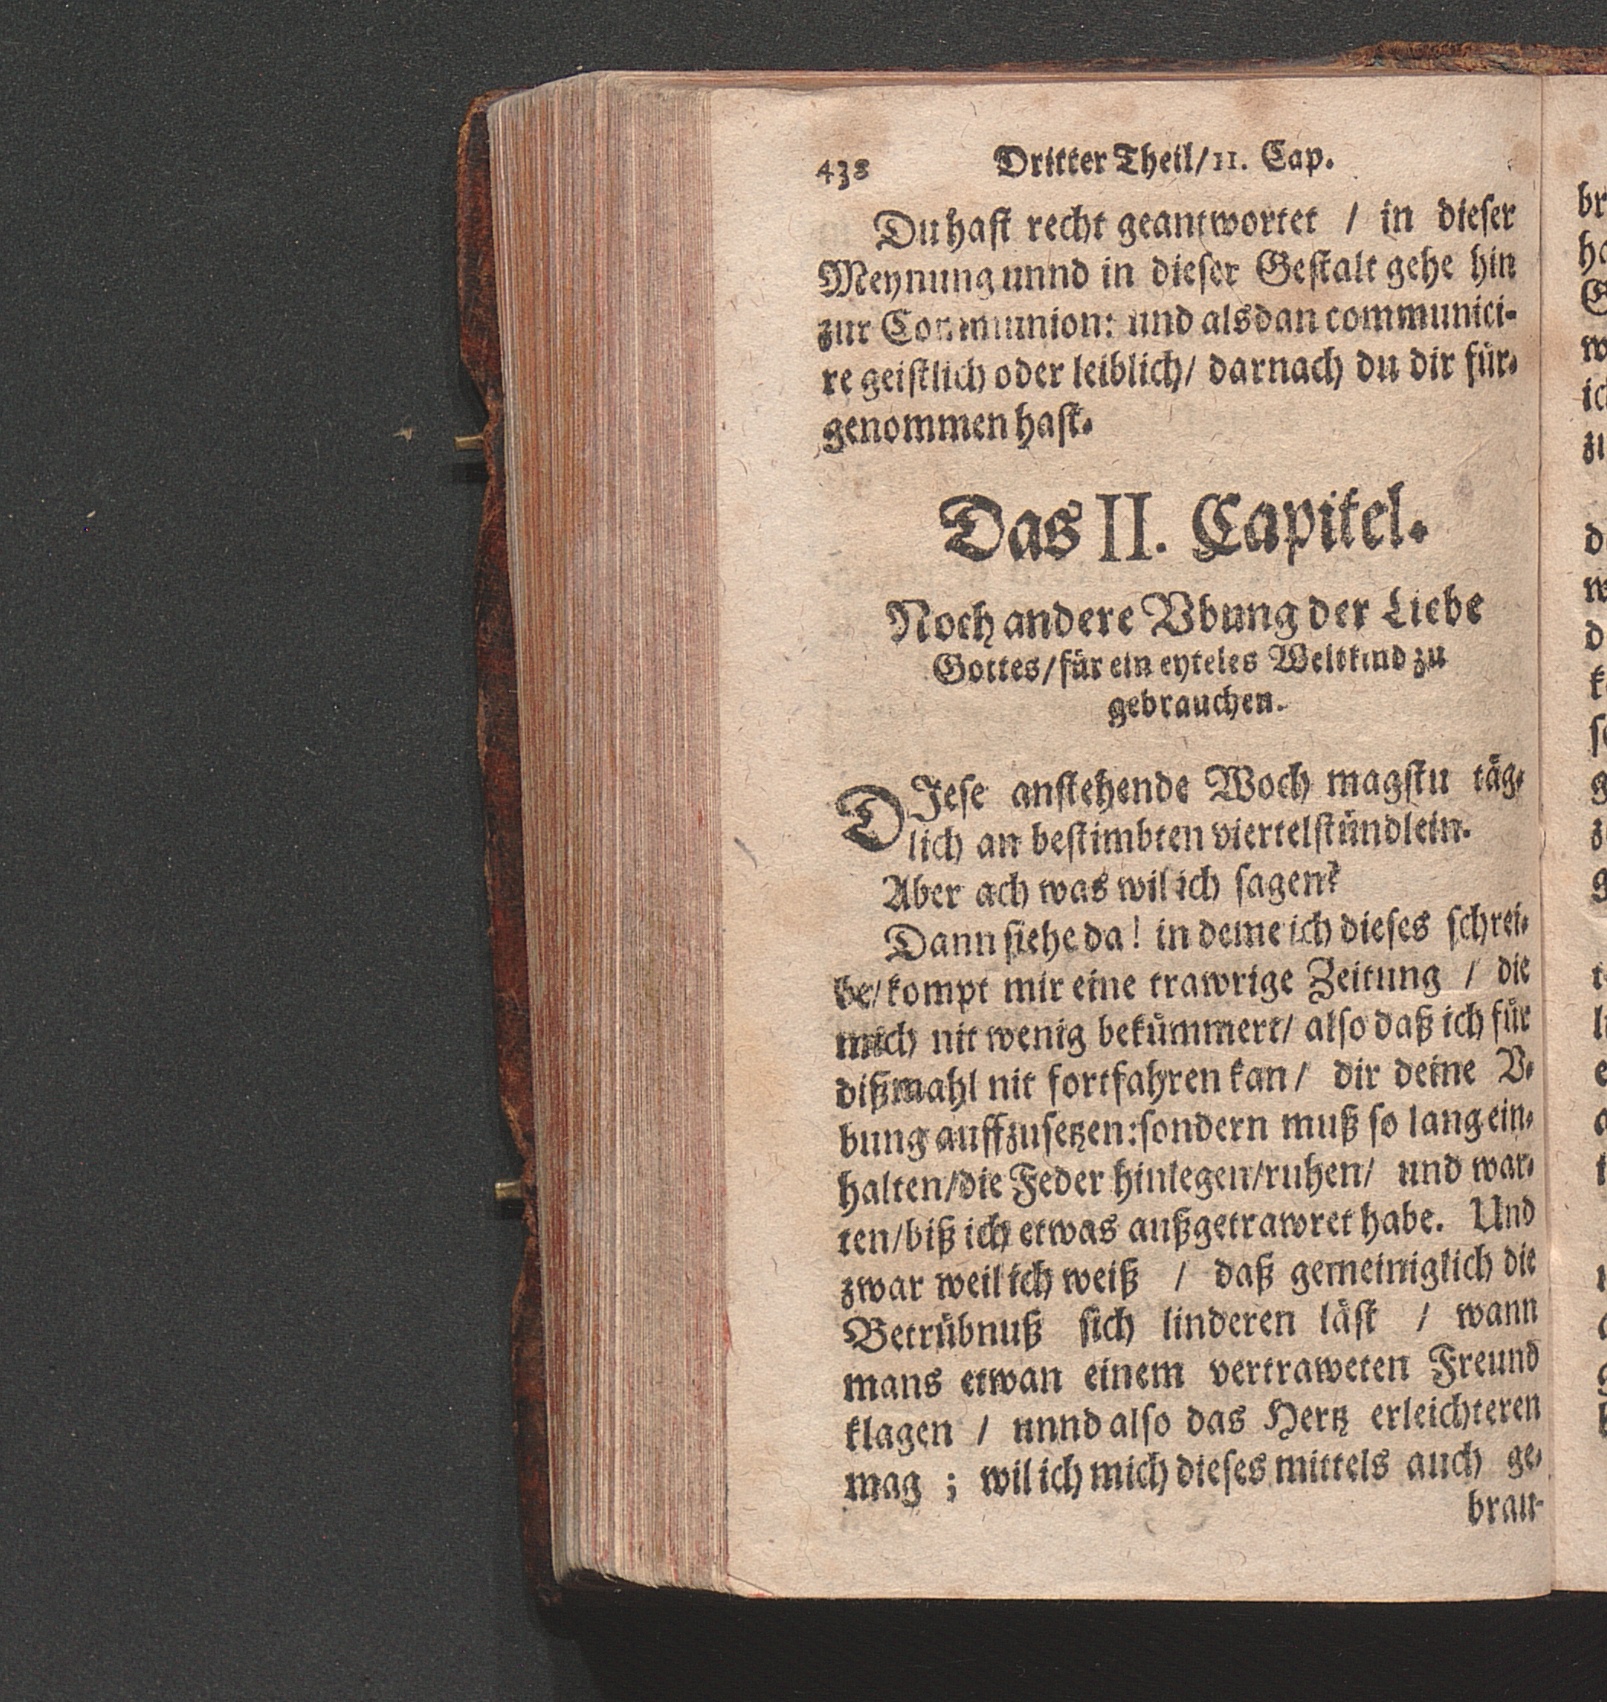 438 Dritter Theil/ II. Cap.
Du hast recht geantwortet / in dieser
Meynung unnd in dieser Gestalt gehe hin
zur Communion: und alsdan communici-
re geistlich oder leiblich/ darnach du dir für-
genommen hast.
Das II. Capitel.
Noch andere Vbung der Liebe
Gottes/ für ein eyteles Weltkind zu
gebrauchen.
DIese anstehende Woch magstu täg-
lich an bestimbten viertelstündlein.
Aber ach was wil ich sagen?
Dann siehe da! in deme ich dieses schrei-
be/ kompt mir eine trawrige Zeitung / die
mich nit wenig bekümmert/ also daß ich für
dißmahl nit fortfahren kan / dir deine V-
bung auffzusetzen: sondern muß so lang ein-
halten/ die Feder hinlegen/ ruhen/ und war-
ten/ biß ich etwas außgetrawret habe. Und
zwar weil ich weiß / daß gemeiniglich die
Betrübnuß sich linderen läst / wann
mans etwan einem vertraweten Freund
klagen / unnd also das Hertz erleichteren
mag ; wil ich mich dieses mittels auch ge-
brau-